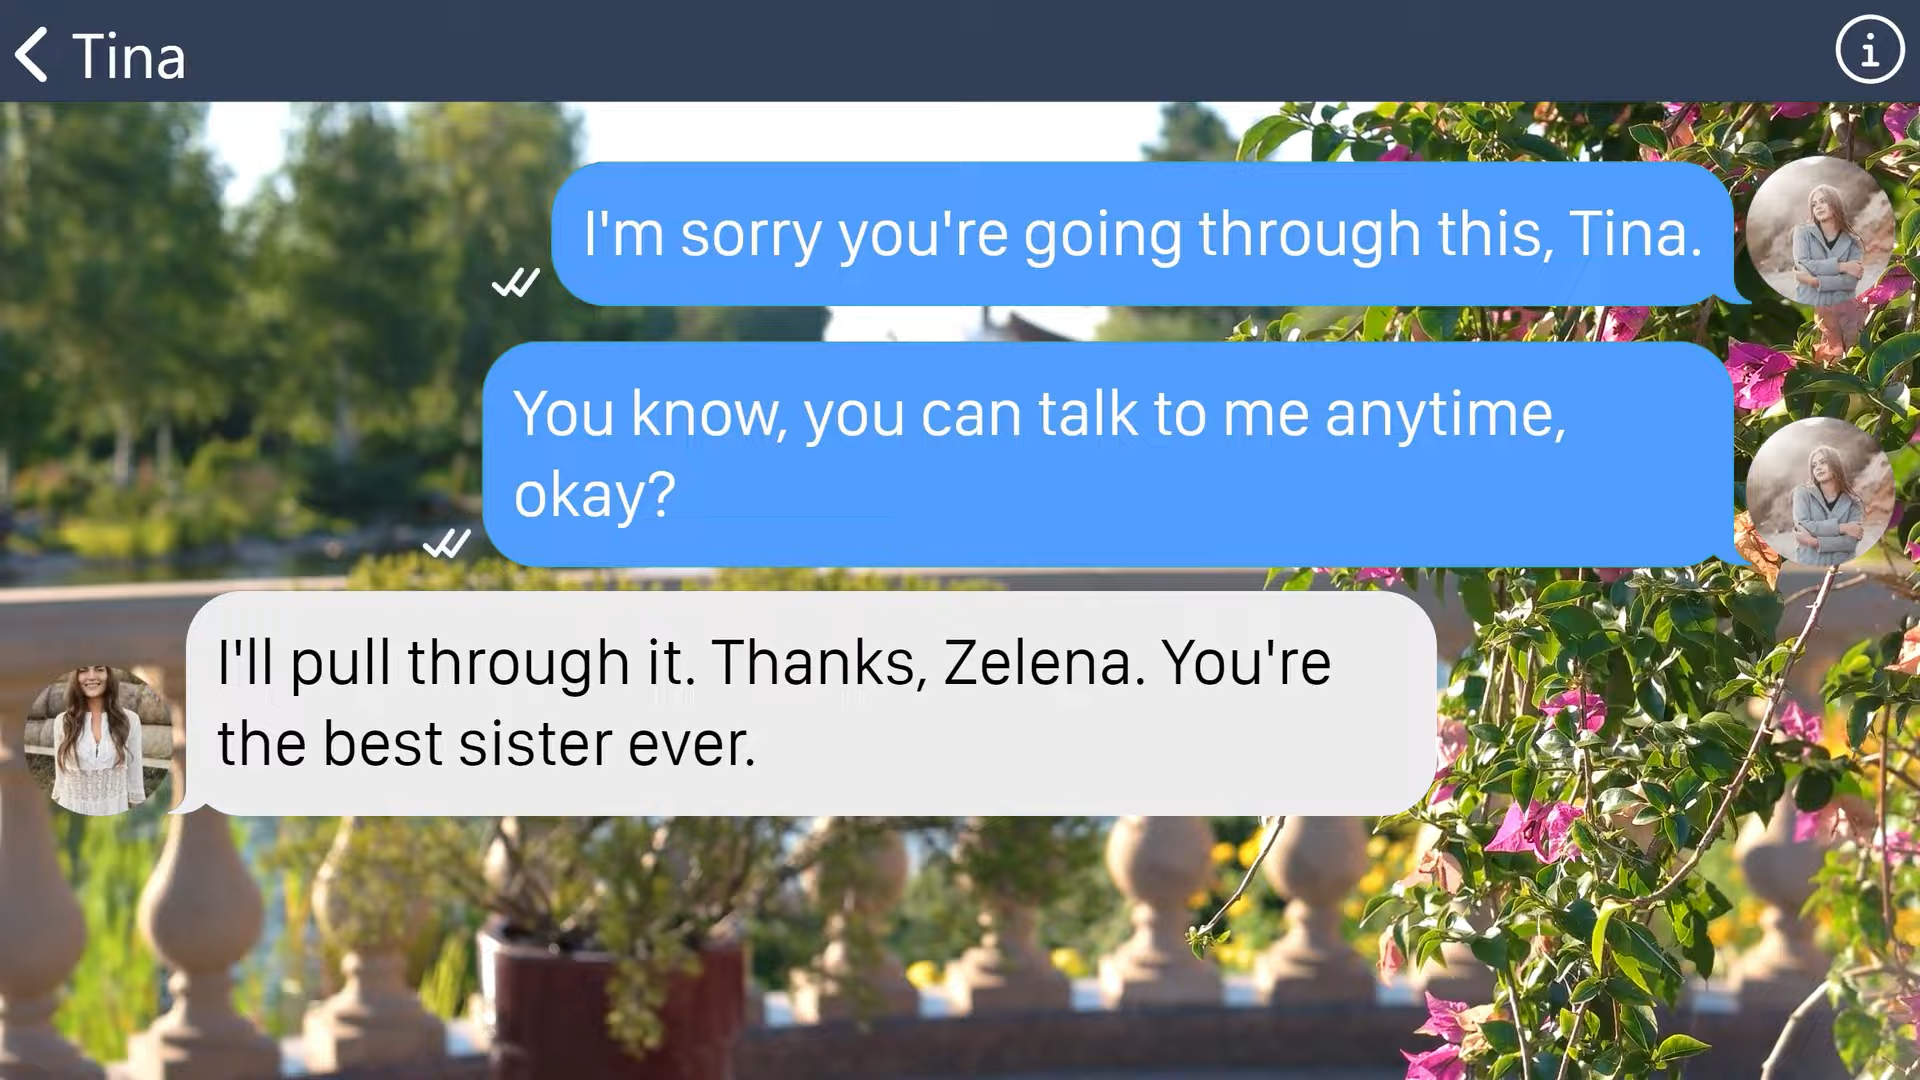 Tina
I'm sorry you're going through this, Tina.
You know, you can talk to me anytime,
okay?
I'll pull through it. Thanks, Zelena. You're
the best sister ever.